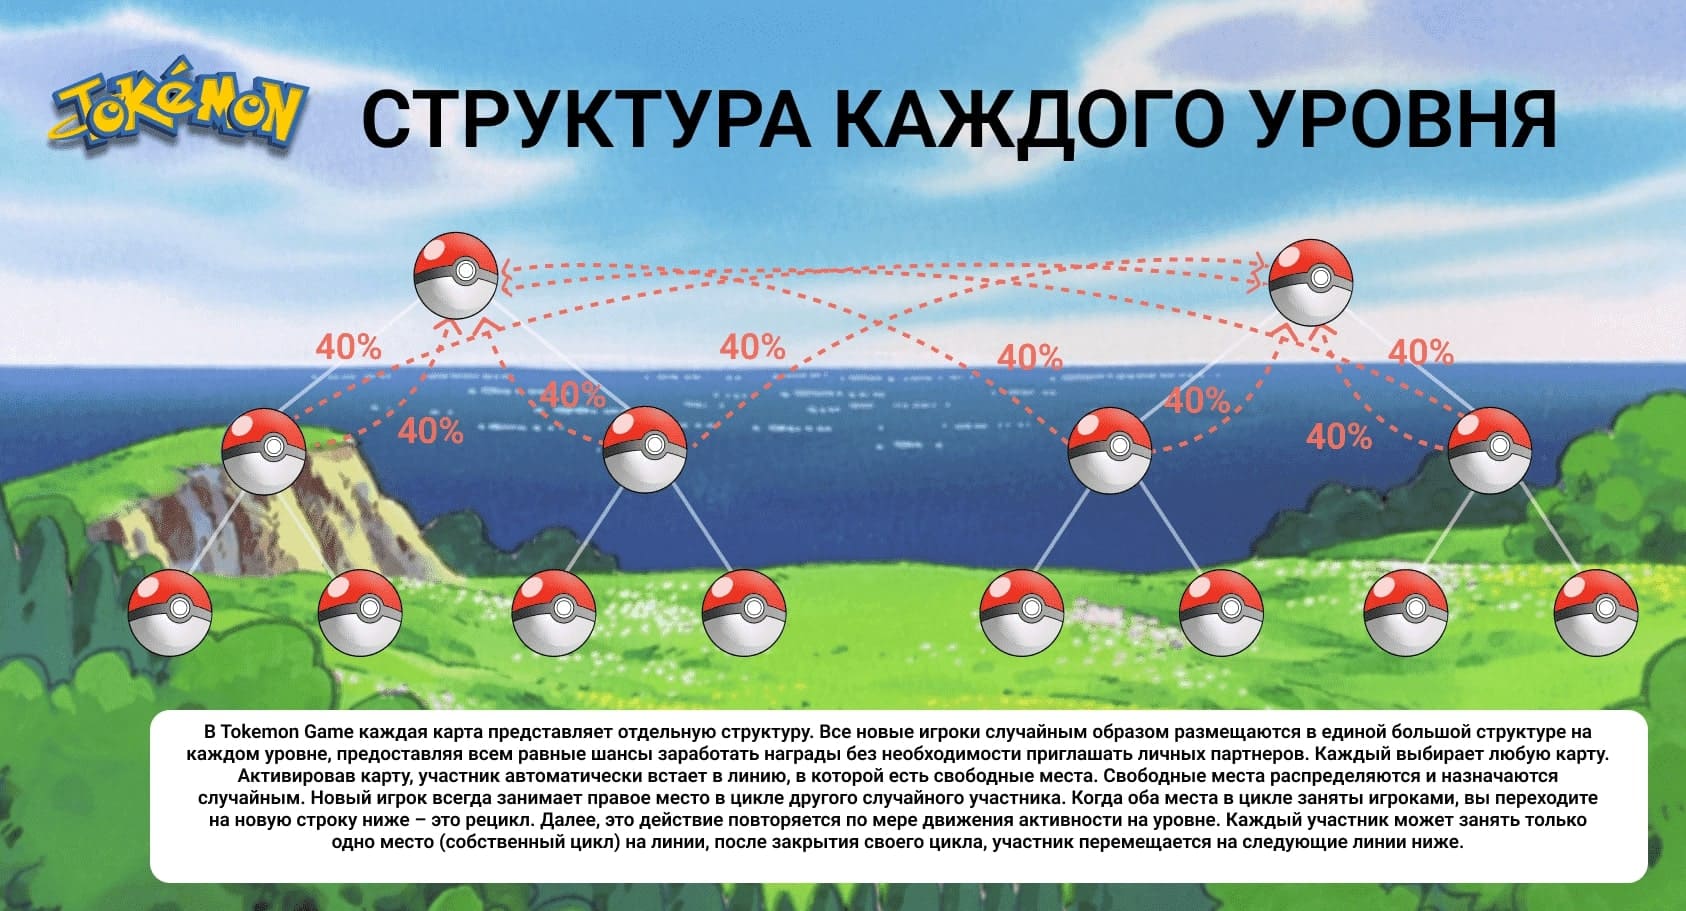 TOKÉMON
СТРУКТУРА КАЖДОГО УРОВНЯ
40%
40%
40%
40%
40%
40%
40%
40%
В Tokemon Game каждая карта представляет отдельную структуру. Все новые игроки случайным образом размещаются в единой большой структуре на
каждом уровне, предоставляя всем равные шансы заработать награды без необходимости приглашать личных партнеров. Каждый выбирает любую карту.
Активировав карту, участник автоматически встает в линию, в которой есть свободные места. Свободные места распределяются и назначаются
случайным. Новый игрок всегда занимает правое место в цикле другого случайного участника. Когда оба места в цикле заняты игроками, вы переходите
на новую строку ниже – это рецикл. Далее, это действие повторяется по мере движения активности на уровне. Каждый участник может занять только
одно место (собственный цикл) на линии, после закрытия своего цикла, участник перемещается на следующие линии ниже.